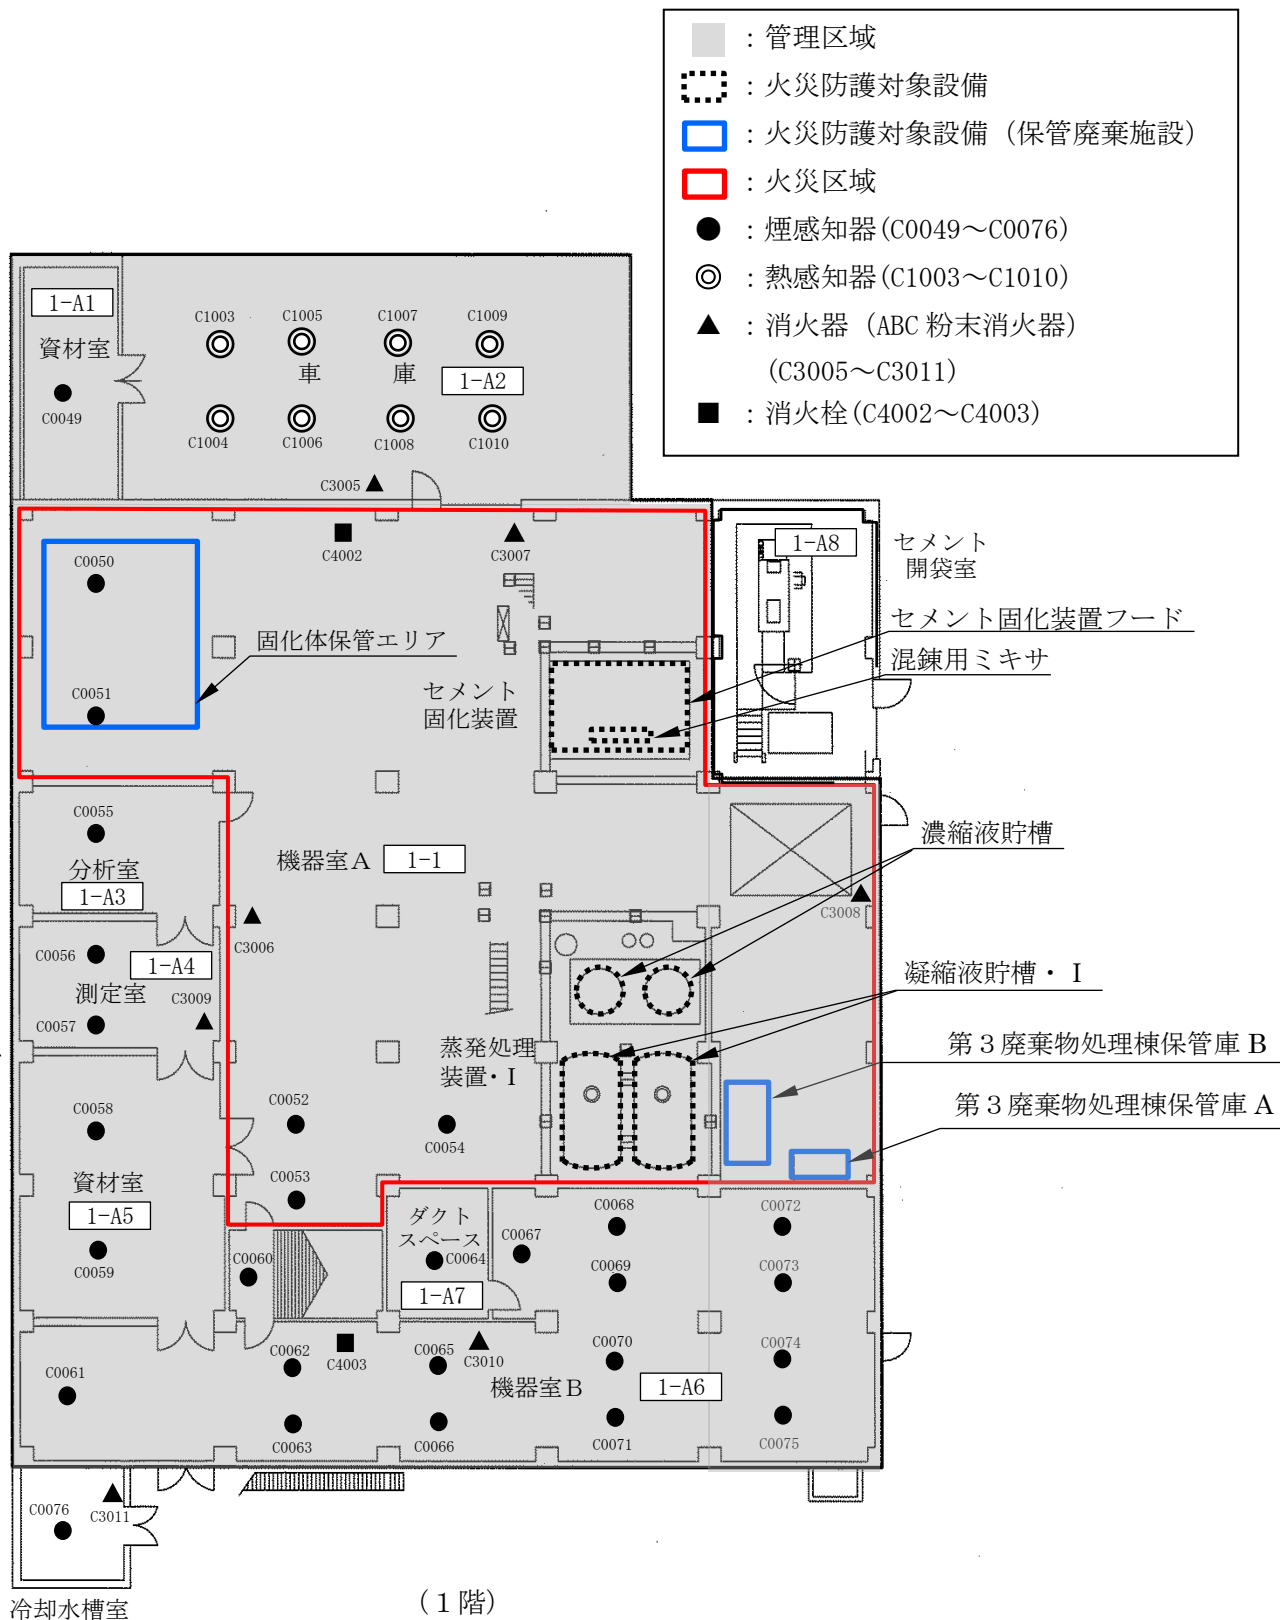 ：管理区域
：火災防護対象設備
：火災防護対象設備（保管廃棄施設）
：火災区域
：煙感知器(C0049～C0076)
：熱感知器(C1003～C1010)
：消火器（ABC 粉末消火器）
(C3005～C3011)
：消火栓(C4002～C4003)
1-A1
資材室
C0049
C1003
C1005
C1007
C1009
車 庫
1-A2
C1004
C1006
C1008
C1010
C3005
C4002
C3007
1-A8
セメント
開袋室
C0050
C0051
固化体保管エリア
セメント
固化装置
セメント固化装置フード
混錬用ミキサ
C0055
分析室
1-A3
機器室Ａ
1-1
濃縮液貯槽
C3008
C3006
C0056
1-A4
測定室
C3009
C0057
凝縮液貯槽・Ⅰ
蒸発処理
装置・Ⅰ
第３廃棄物処理棟保管庫 B
第３廃棄物処理棟保管庫 A
C0058
C0052
C0054
C0053
資材室
1-A5
C0059
C0060
ダクト
スペース
C0064
1-A7
C0067
C0068
C0069
C0072
C0073
C0061
C0062
C4003
C0065
C3010
機器室Ｂ
1-A6
C0070
C0074
C0063
C0066
C0071
C0075
C0076
C3011
冷却水槽室
（１階）